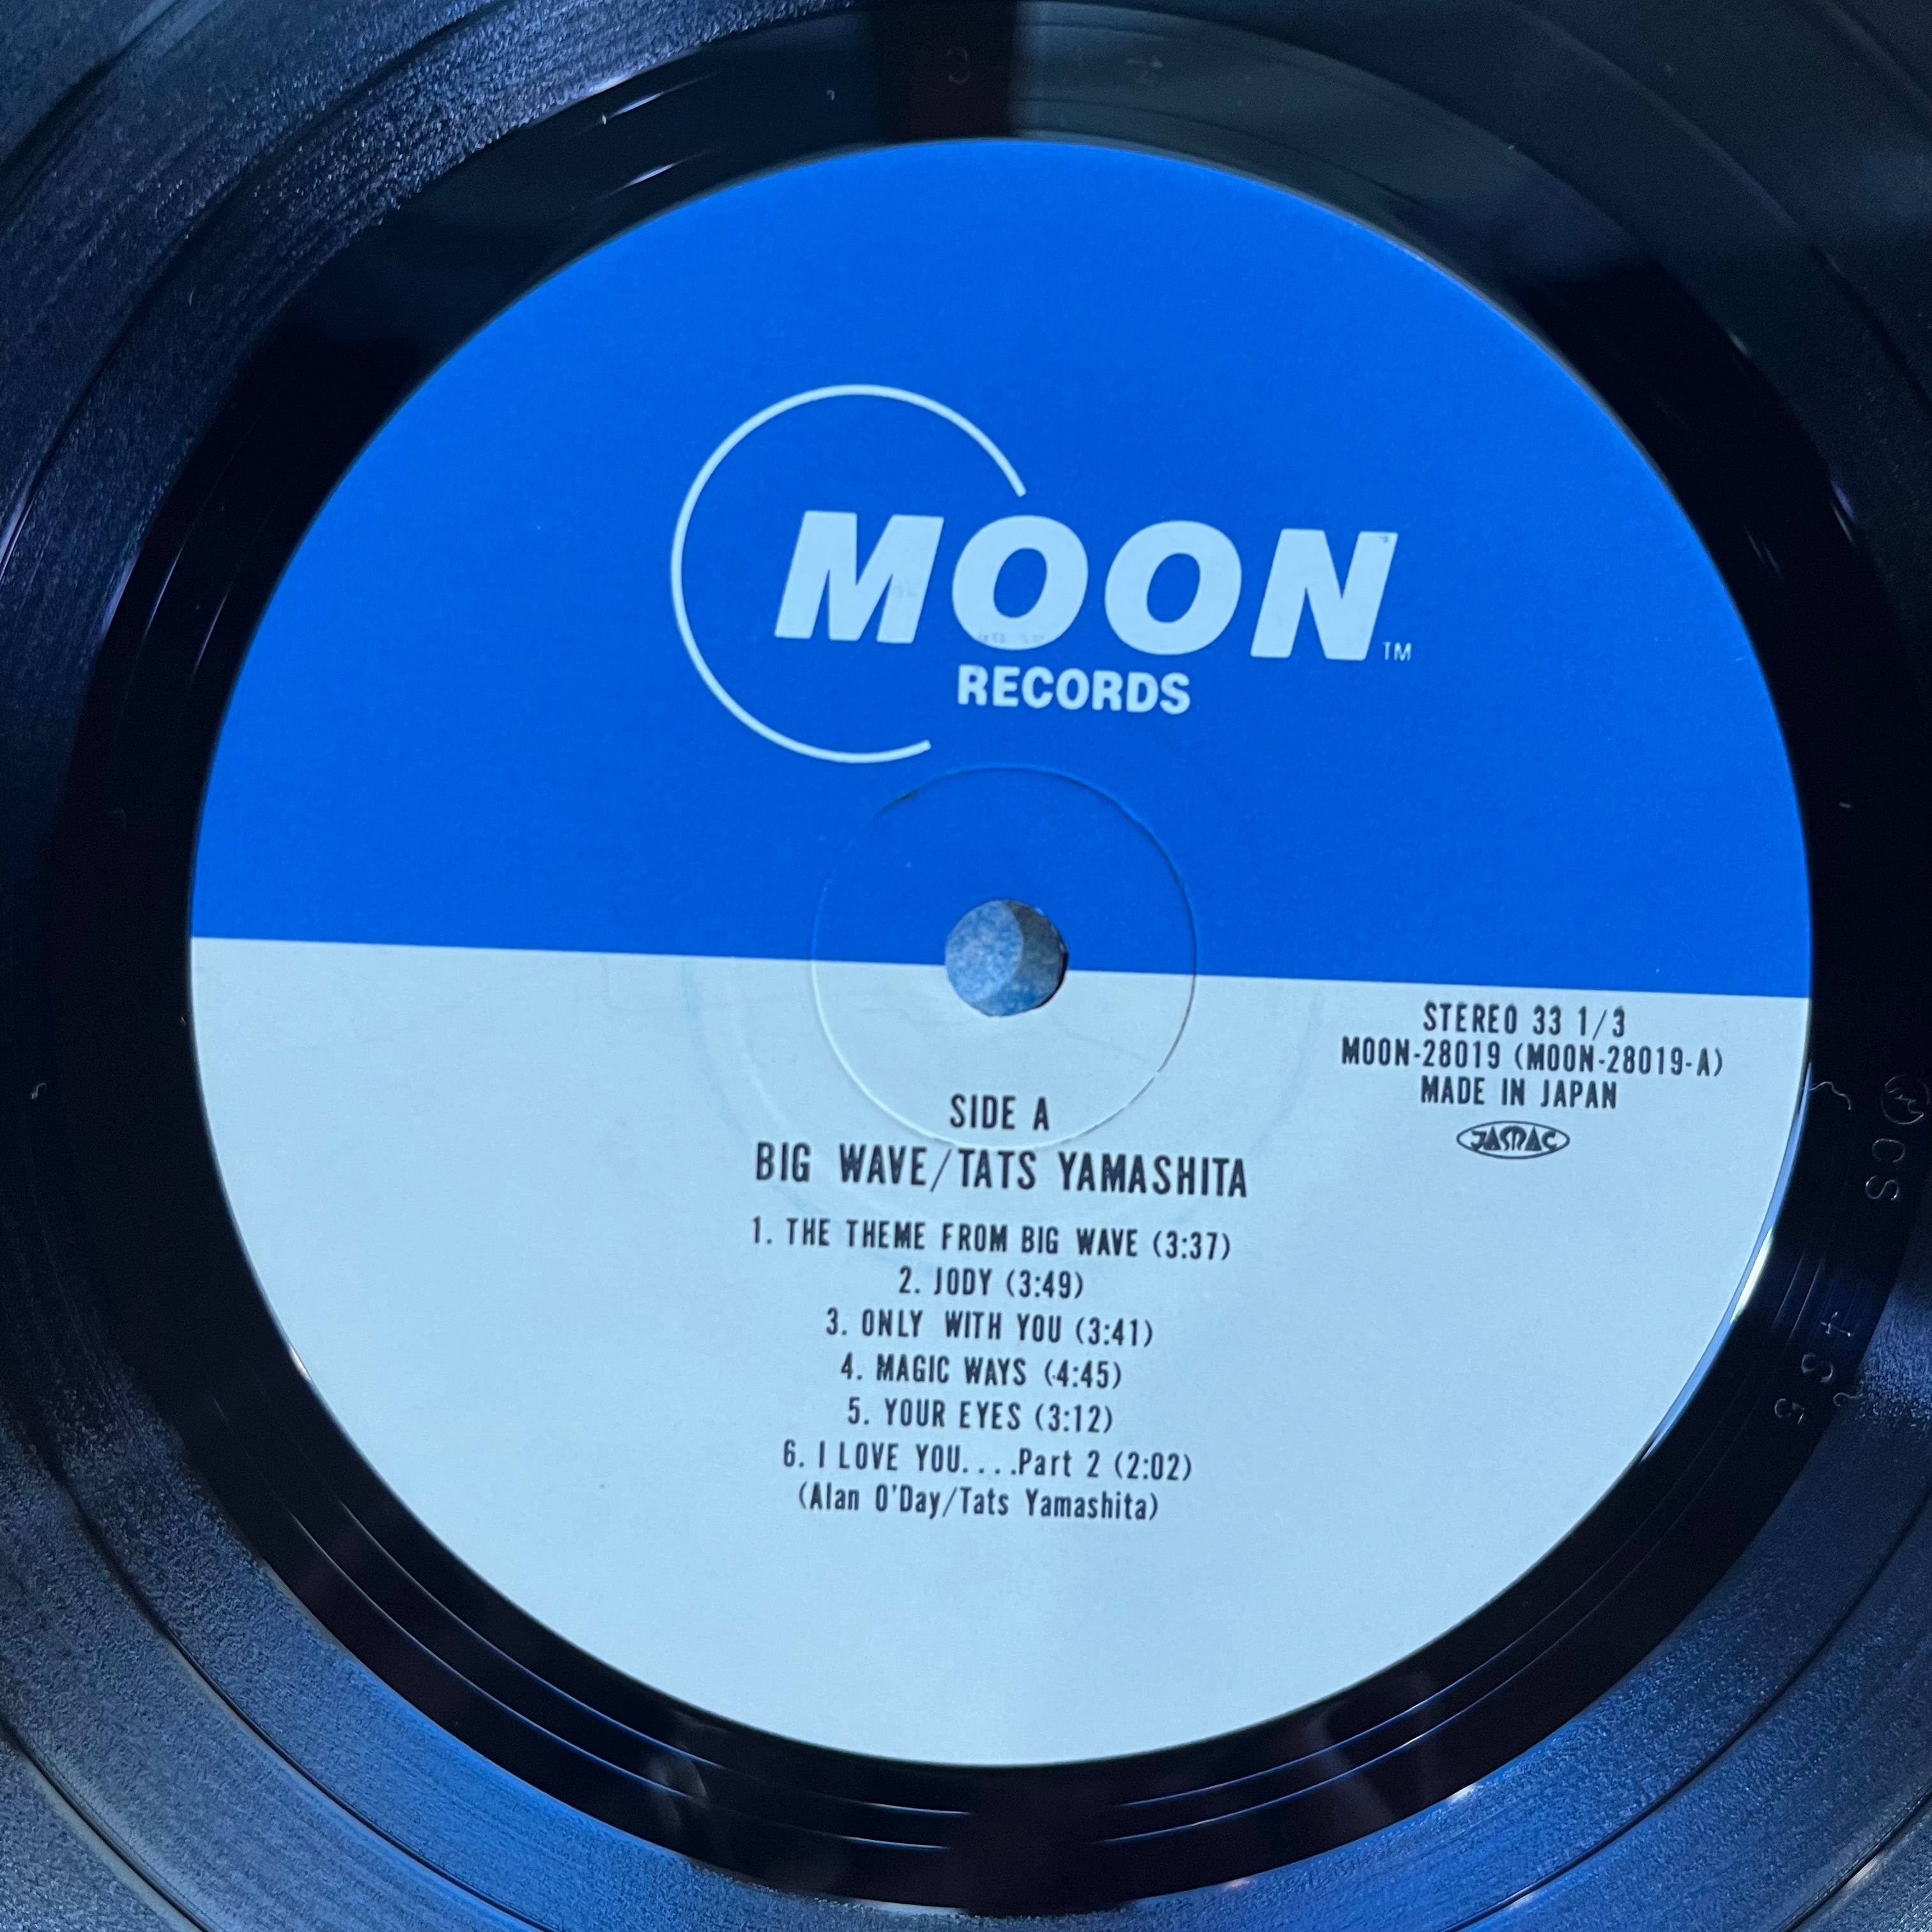 MOON TM
RECORDS
STEREO 33 1/3
MOON-28019 (MOON-28019-A)
MADE IN JAPAN
JASRAC
SIDE A
BIG WAVE/TATS YAMASHITA
1. THE THEME FROM BIG WAVE (3:37)
2. JODY (3:49)
3. ONLY WITH YOU (3:41)
4. MAGIC WAYS (4:45)
5. YOUR EYES (3:12)
6. I LOVE YOU....Part 2 (2:02)
(Alan O'Day/Tats Yamashita)